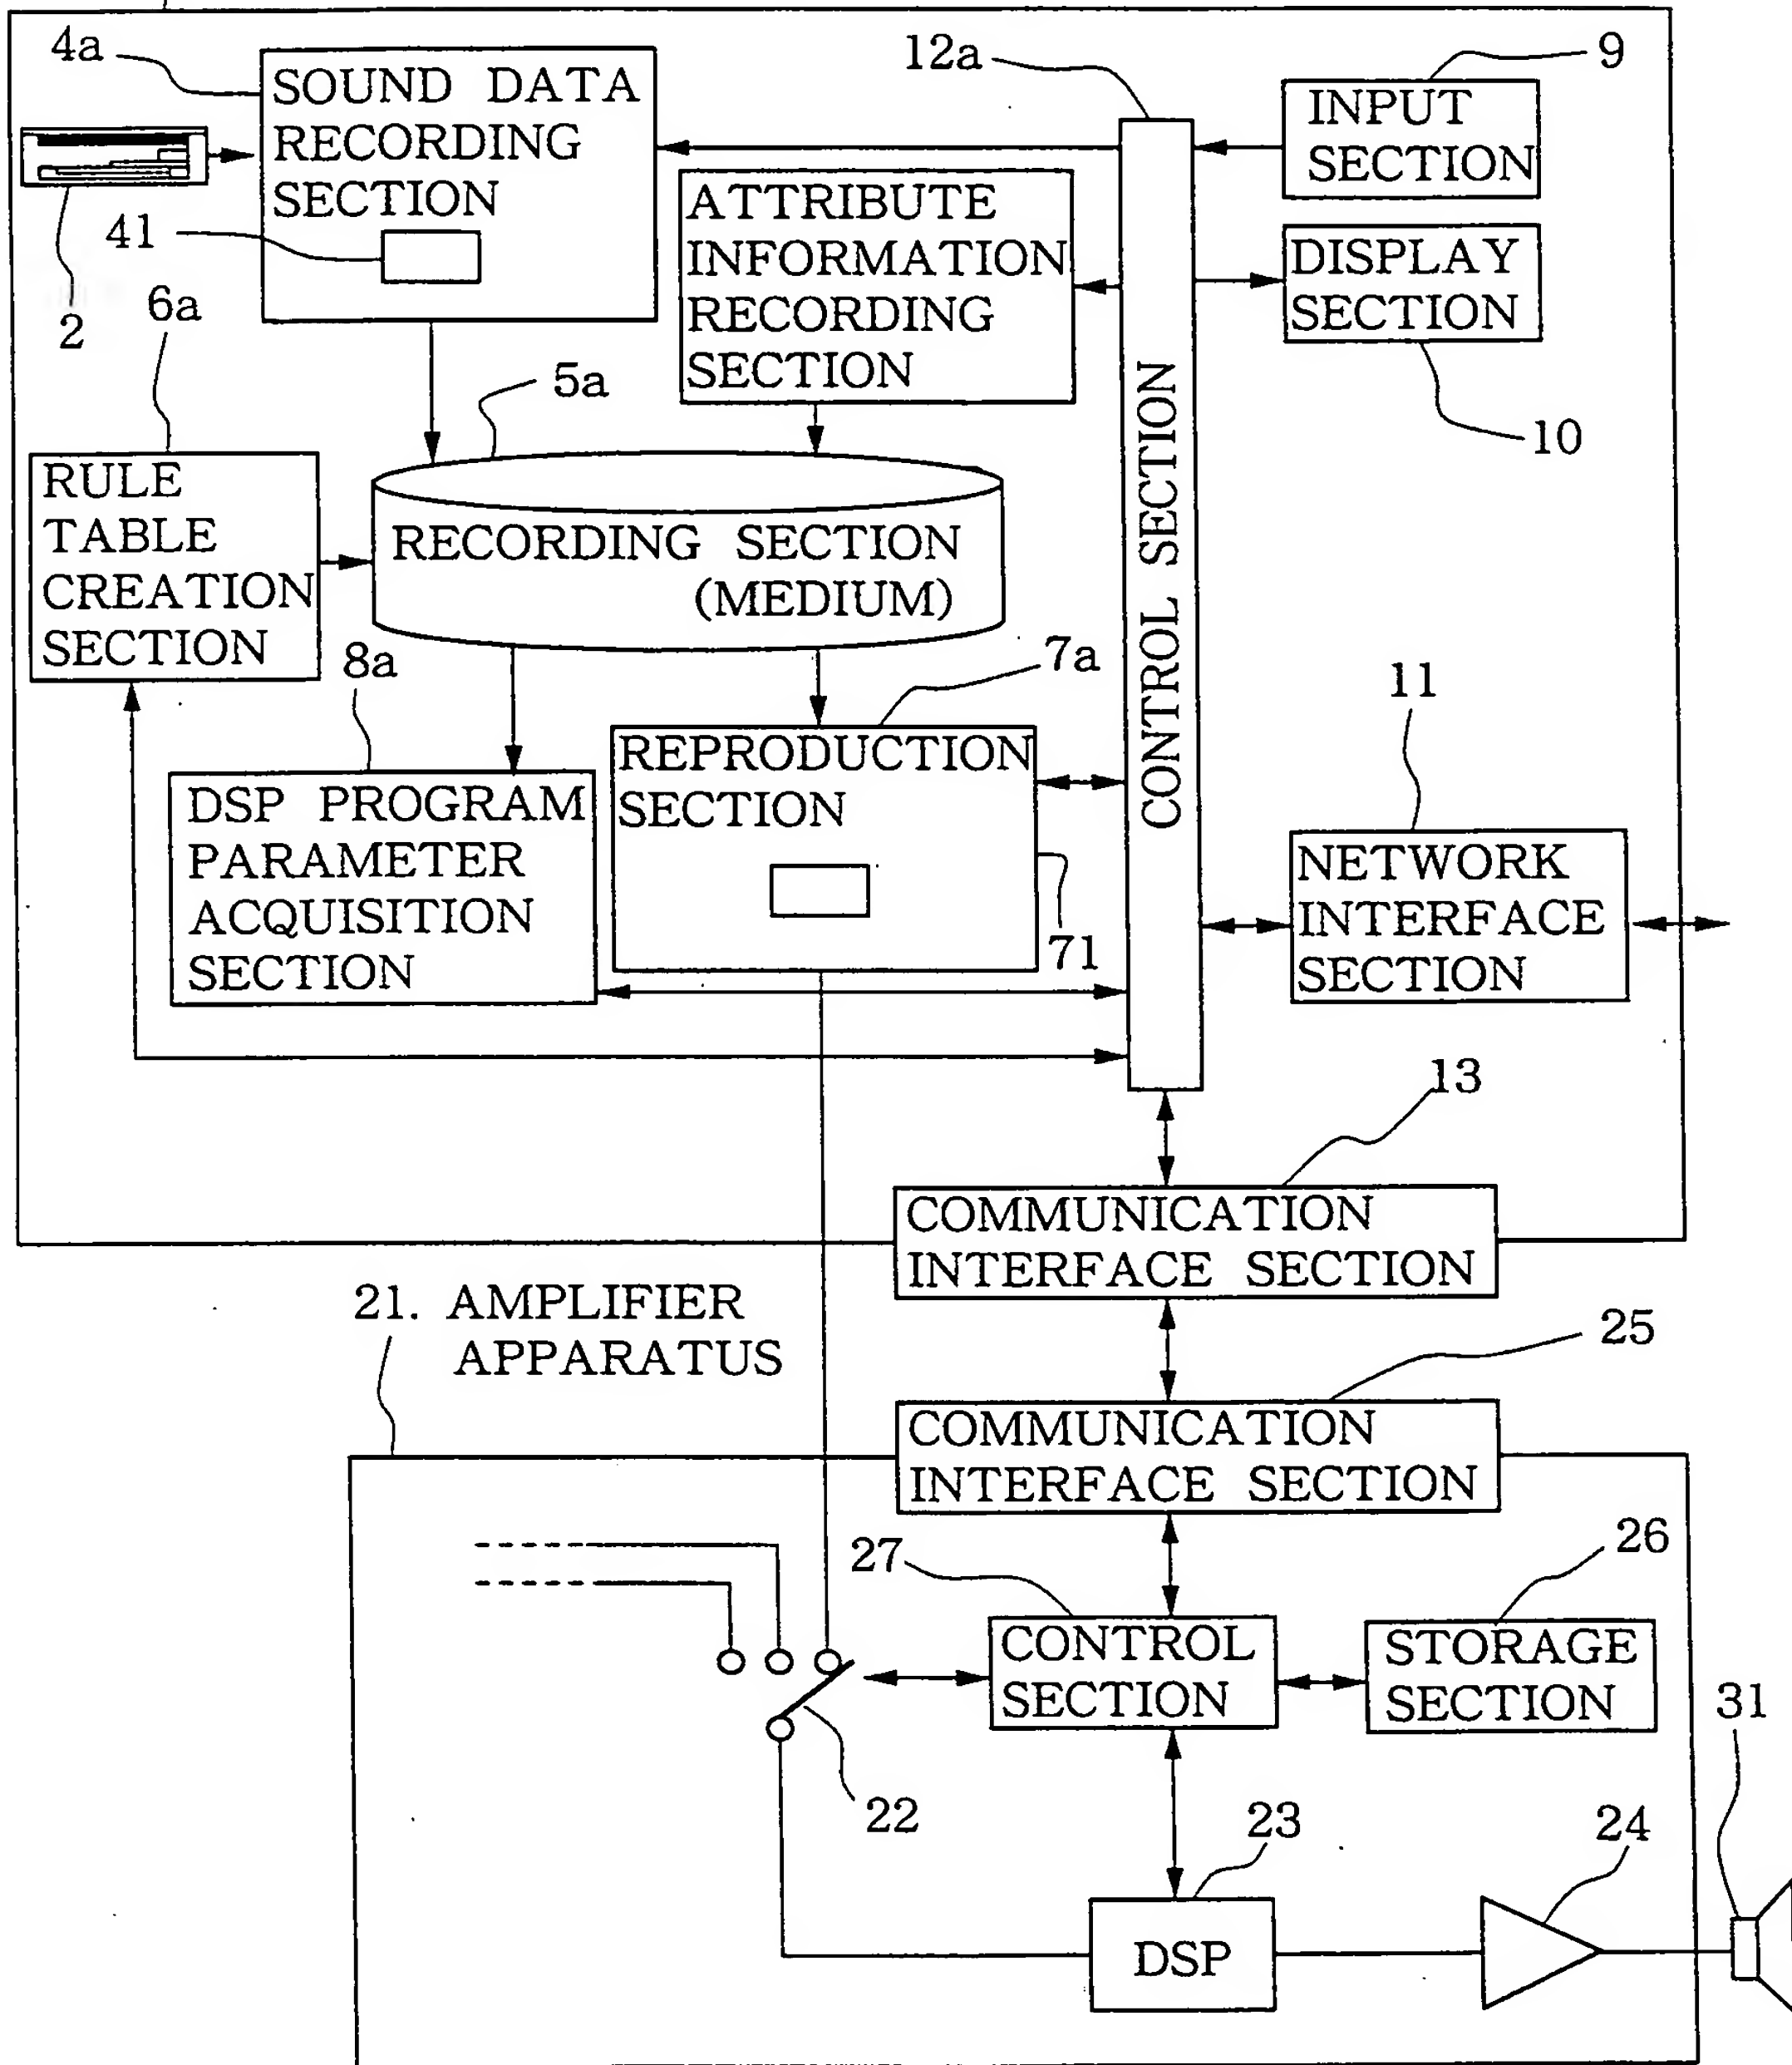 4a
SOUND DATA
RECORDING
SECTION
41
2
12a
9
INPUT
SECTION
ATTRIBUTE
INFORMATION
RECORDING
SECTION
DISPLAY
SECTION
10
6a
5a
RULE
TABLE
CREATION
SECTION
RECORDING SECTION
(MEDIUM)
CONTROL SECTION
8a
7a
11
DSP PROGRAM
PARAMETER
ACQUISITION
SECTION
REPRODUCTION
SECTION
71
NETWORK
INTERFACE
SECTION
13
COMMUNICATION
INTERFACE SECTION
21. AMPLIFIER
APPARATUS
25
COMMUNICATION
INTERFACE SECTION
27
26
CONTROL
SECTION
STORAGE
SECTION
31
22
23
24
DSP